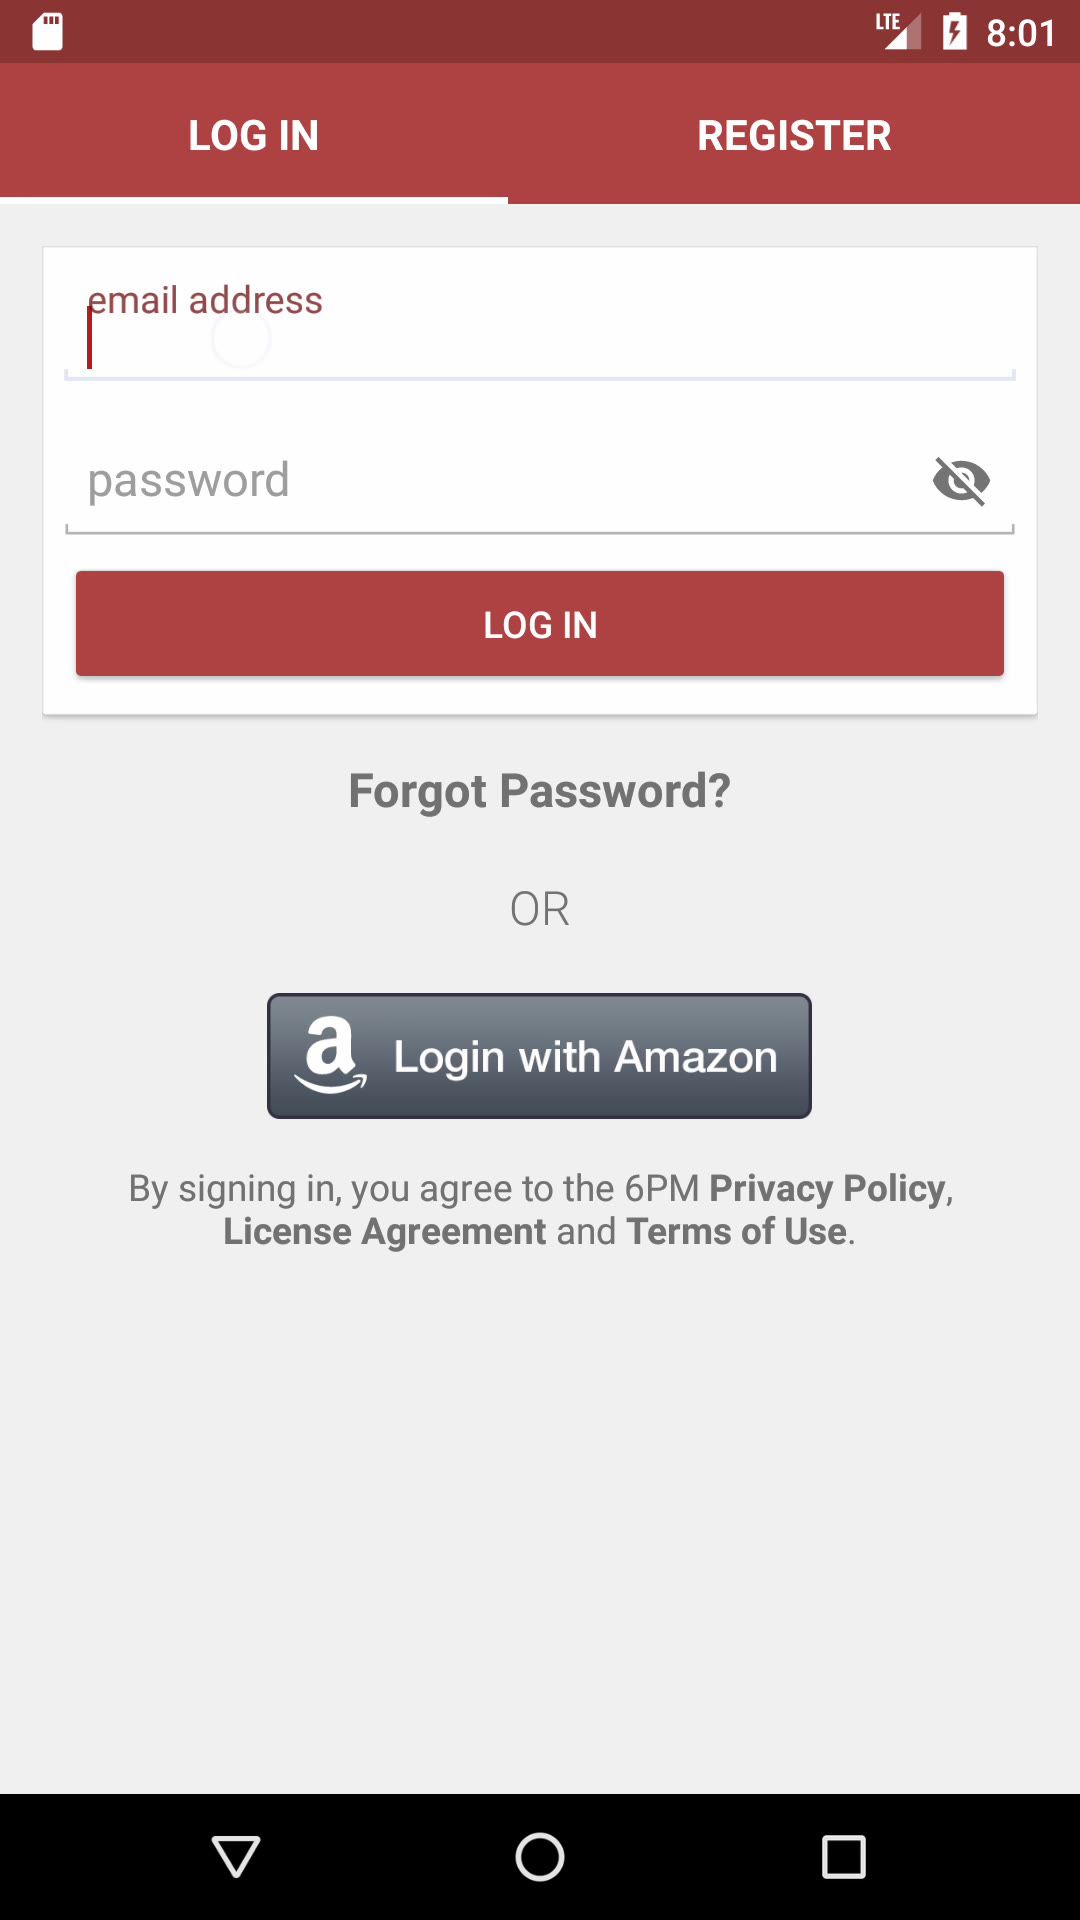 LTE 8:01
LOG IN REGISTER
email address
password
LOG IN
Forgot Password?
OR
a Login with Amazon
By signing in, you agree to the 6PM Privacy Policy,
License Agreement and Terms of Use.